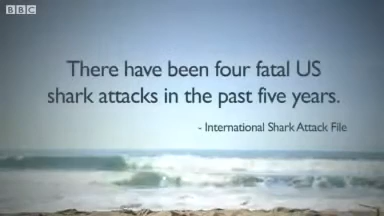 BBC
There have been four fatal US
shark attacks in the past five years.
- International Shark Attack File